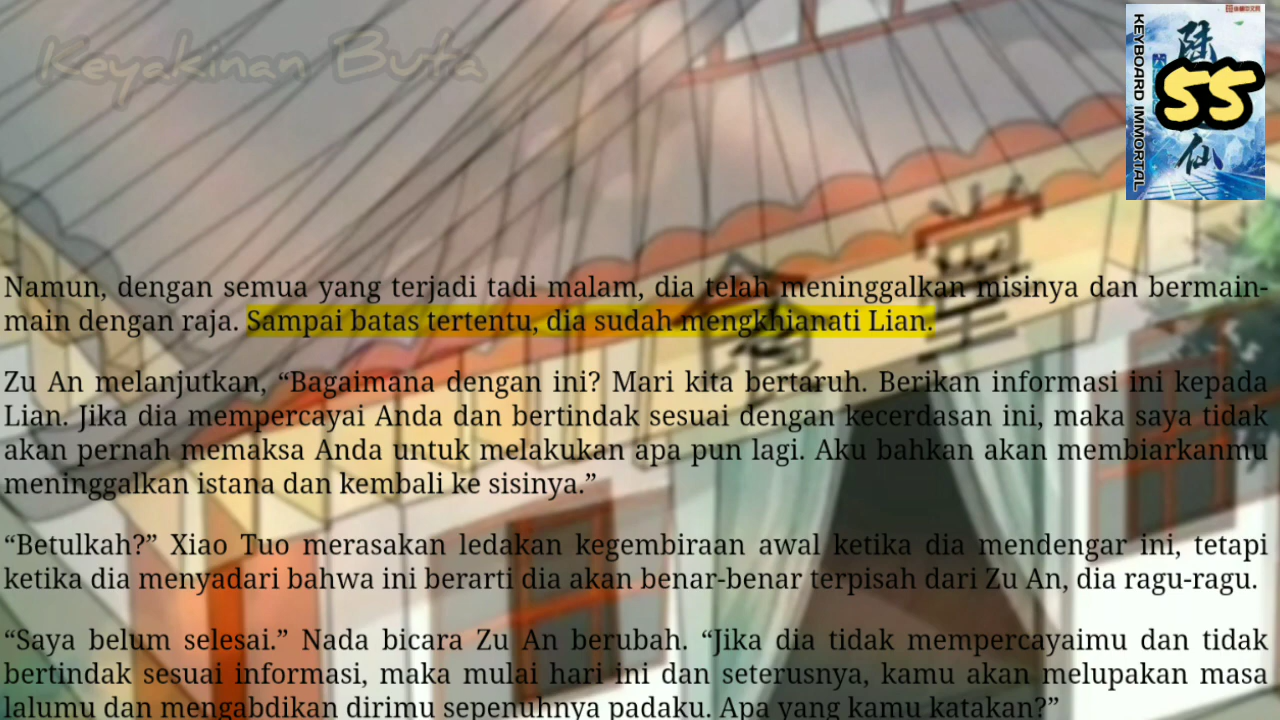 Keyakinan Buta
KEYBOARD IMMORTAL
陸
仙
55
Namun, dengan semua yang terjadi tadi malam, dia telah meninggalkan misinya dan bermain-
main dengan raja. Sampai batas tertentu, dia sudah mengkhianati Lian.
Zu An melanjutkan, “Bagaimana dengan ini? Mari kita bertaruh. Berikan informasi ini kepada
Lian. Jika dia mempercayai Anda dan bertindak sesuai dengan kecerdasan ini, maka saya tidak
akan pernah memaksa Anda untuk melakukan apa pun lagi. Aku bahkan akan membiarkanmu
meninggalkan istana dan kembali ke sisinya.”
“Betulkah?” Xiao Tuo merasakan ledakan kegembiraan awal ketika dia mendengar ini, tetapi
ketika dia menyadari bahwa ini berarti dia akan benar-benar terpisah dari Zu An, dia ragu-ragu.
“Saya belum selesai.” Nada bicara Zu An berubah. “Jika dia tidak mempercayaimu dan tidak
bertindak sesuai informasi, maka mulai hari ini dan seterusnya, kamu akan melupakan masa
lalumu dan mengabdikan dirimu sepenuhnya padaku. Apa yang kamu katakan?”